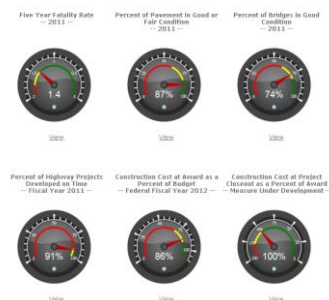 Five Year Fatality Rate
-- 2011 --
1.4
View
Percent of Pavement in Good or
Fair Condition
-- 2011 --
87%
View
Percent of Bridges in Good
Condition
-- 2011 --
74%
View
Percent of Highway Projects
Developed on Time
-- Fiscal Year 2011 --
91%
View
Construction Cost at Award as a
Percent of Budget
-- Federal Fiscal Year 2012 --
86%
View
Construction Cost at Project
Closeout as a Percent of Award
-- Measure Under Development --
100%
View